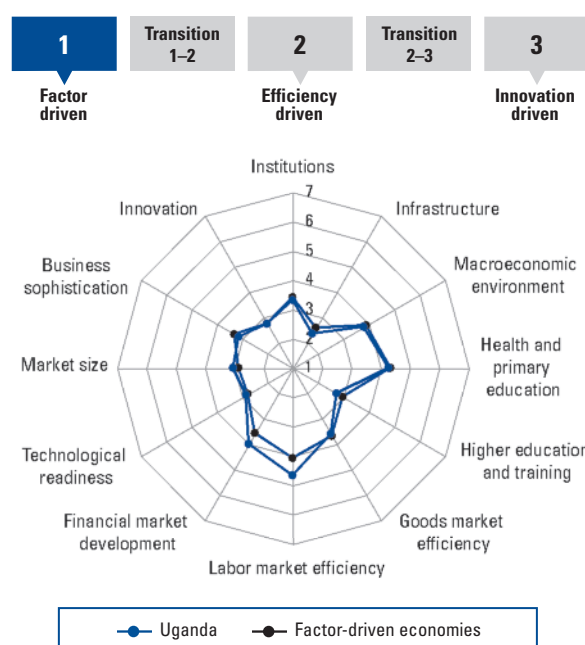 1
Transition
1–2
2
Transition
2–3
3
Factor
driven
Efficiency
driven
Innovation
driven
Institutions
Innovation
Infrastructure
Business
sophistication
Macroeconomic
environment
Market size
Health and
primary
education
Technological
readiness
Higher education
and training
Financial market
development
Goods market
efficiency
Labor market efficiency
7
6
5
4
3
2
1
Uganda
Factor-driven economies